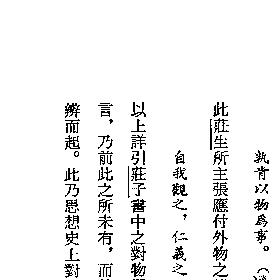 孰肯以物爲事。
此莊生所主張應付外物之
自我觀之，仁義之
以上詳引莊子書中之對物
言，乃前此之所未有，而
辨而起。此乃思想史上對